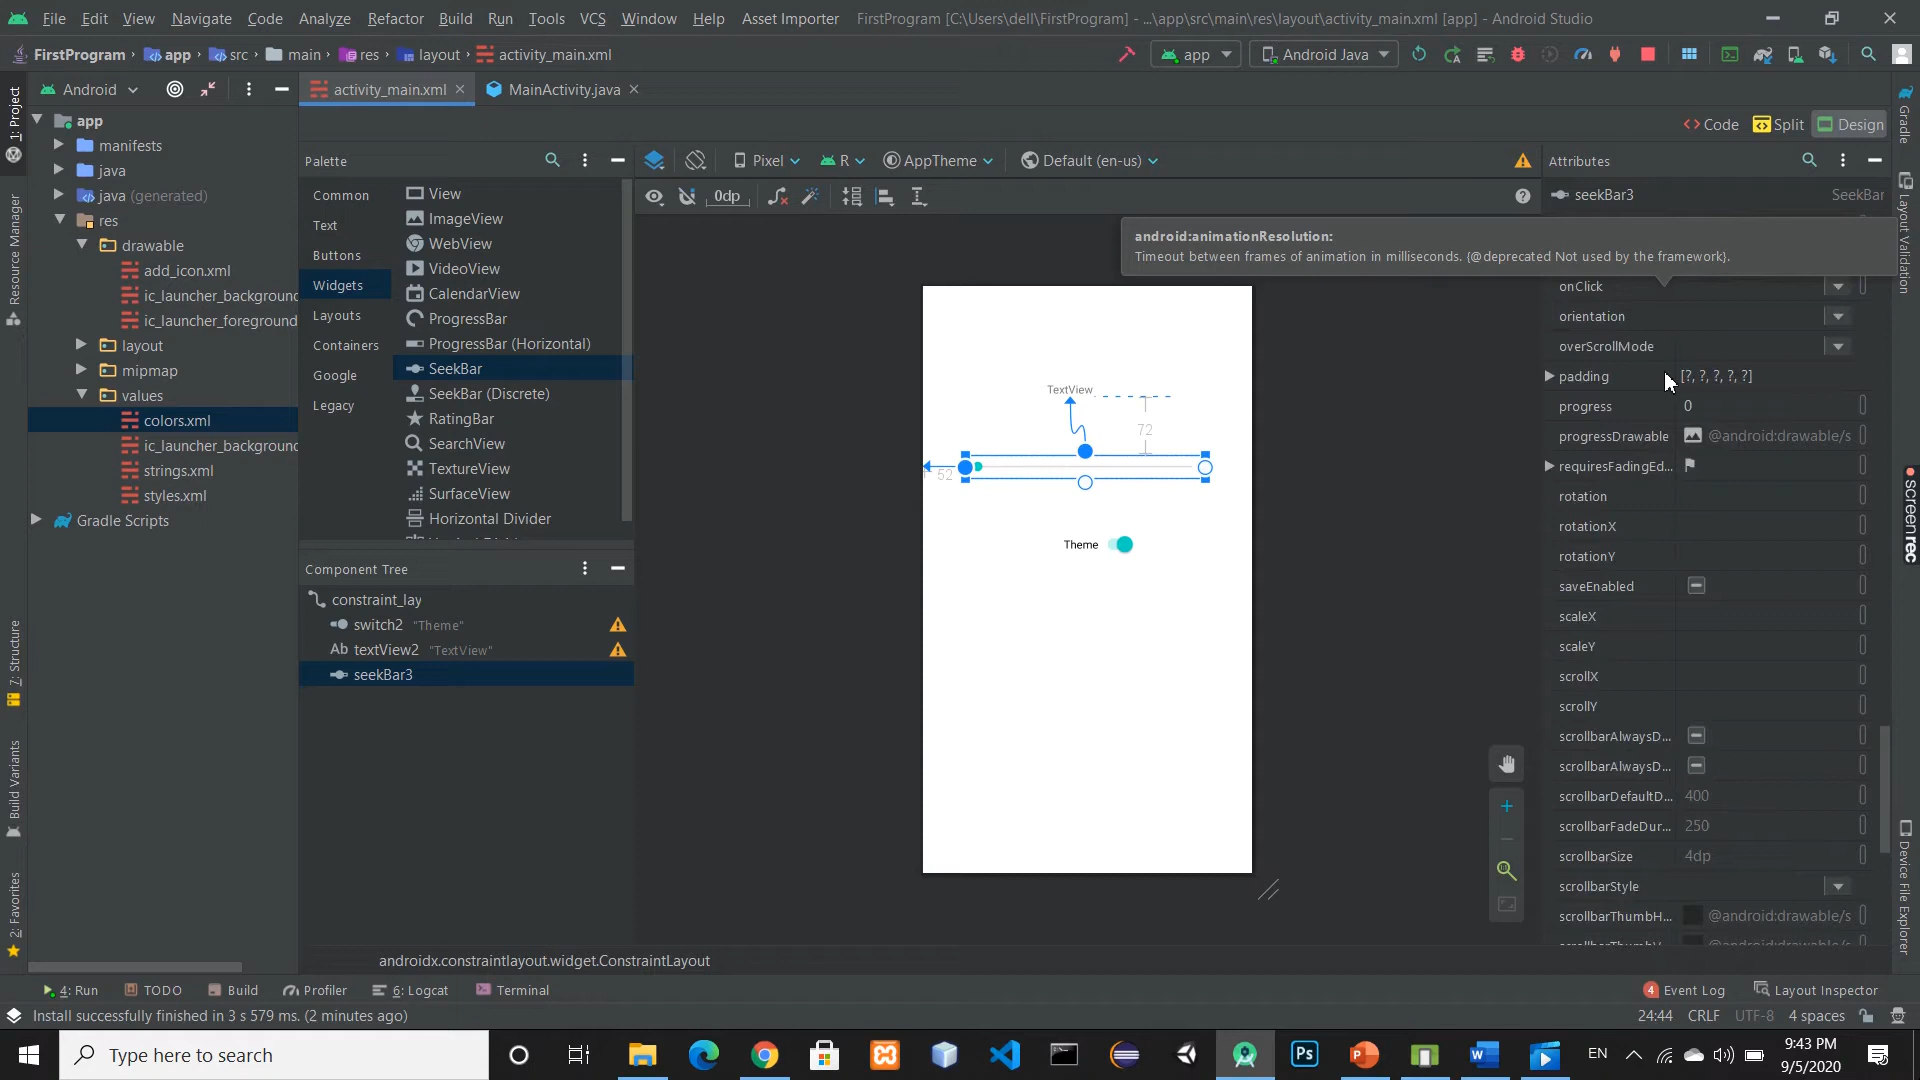 File Edit View Navigate Code Analyze Refactor Build Run Tools VCS Window Help Asset Importer FirstProgram [C:\Users\dell\FirstProgram] - ...\app\src\main\res\layout\activity_main.xml [app] - Android Studio
FirstProgram app src main res layout activity_main.xml app Android Java
1: Project
Resource Manager
7: Structure
Build Variants
2: Favorites
Android
app
manifests
java
java (generated)
res
drawable
add_icon.xml
ic_launcher_background
ic_launcher_foreground
layout
mipmap
values
colors.xml
ic_launcher_background
strings.xml
styles.xml
Gradle Scripts
activity_main.xml MainActivity.java
Code Split Design
Palette
Common
Text
Buttons
Widgets
Layouts
Containers
Google
Legacy
View
ImageView
WebView
VideoView
CalendarView
ProgressBar
ProgressBar (Horizontal)
SeekBar
SeekBar (Discrete)
RatingBar
SearchView
TextureView
SurfaceView
Horizontal Divider
Component Tree
constraint_lay
switch2 "Theme"
Ab textView2 "TextView"
seekBar3
Pixel R AppTheme Default (en-us)
0dp
TextView
72
52
Theme
Attributes
seekBar3 SeekBar
android:animationResolution:
Timeout between frames of animation in milliseconds. {@deprecated Not used by the framework}.
onClick
orientation
overScrollMode
padding [?, ?, ?, ?, ?]
progress 0
progressDrawable @android:drawable/s
requiresFadingEd...
rotation
rotationX
rotationY
saveEnabled
scaleX
scaleY
scrollX
scrollY
scrollbarAlwaysD...
scrollbarAlwaysD...
scrollbarDefaultD... 400
scrollbarFadeDur... 250
scrollbarSize 4dp
scrollbarStyle
scrollbarThumbH... @android:drawable/s
Gradle
Layout Validation
screenrec
Device File Explorer
androidx.constraintlayout.widget.ConstraintLayout
4: Run TODO Build Profiler 6: Logcat Terminal 4 Event Log Layout Inspector
Install successfully finished in 3 s 579 ms. (2 minutes ago) 24:44 CRLF UTF-8 4 spaces
Type here to search
Ps
EN
9:43 PM
9/5/2020